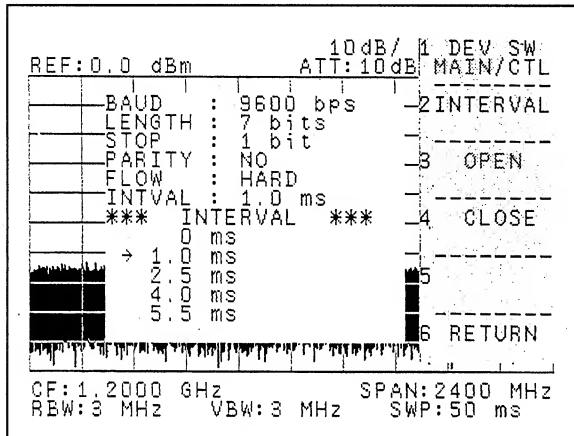 10dB/
REF:0.0 dBm ATT:10dB
BAUD : 9600 bps
LENGTH : 7 bits
STOP : 1 bit
PARITY : NO
FLOW : HARD
INTVAL : 1.0 ms
*** INTERVAL ***
0 ms
→ 1.0 ms
2.5 ms
4.0 ms
5.5 ms
1 DEV SW
MAIN/CTL
2 INTERVAL
3 OPEN
4 CLOSE
5
6 RETURN
CF:1.2000 GHz SPAN:2400 MHz
RBW:3 MHz VBW:3 MHz SWP:50 ms